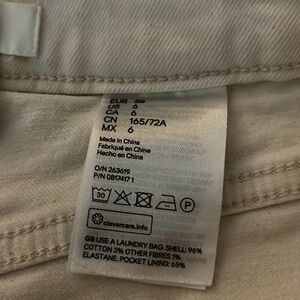 EUR 38
US 6
CA 6
CN 165/72A
MX 6
Made in China
Fabriqué en Chine
Hecho en China
O/N 263619
P/N 0817417 1
30
P
clevercare.info
GB USE A LAUNDRY BAG. SHELL: 96%
COTTON 3% OTHER FIBRES 1%
ELASTANE. POCKET LINING: 65%